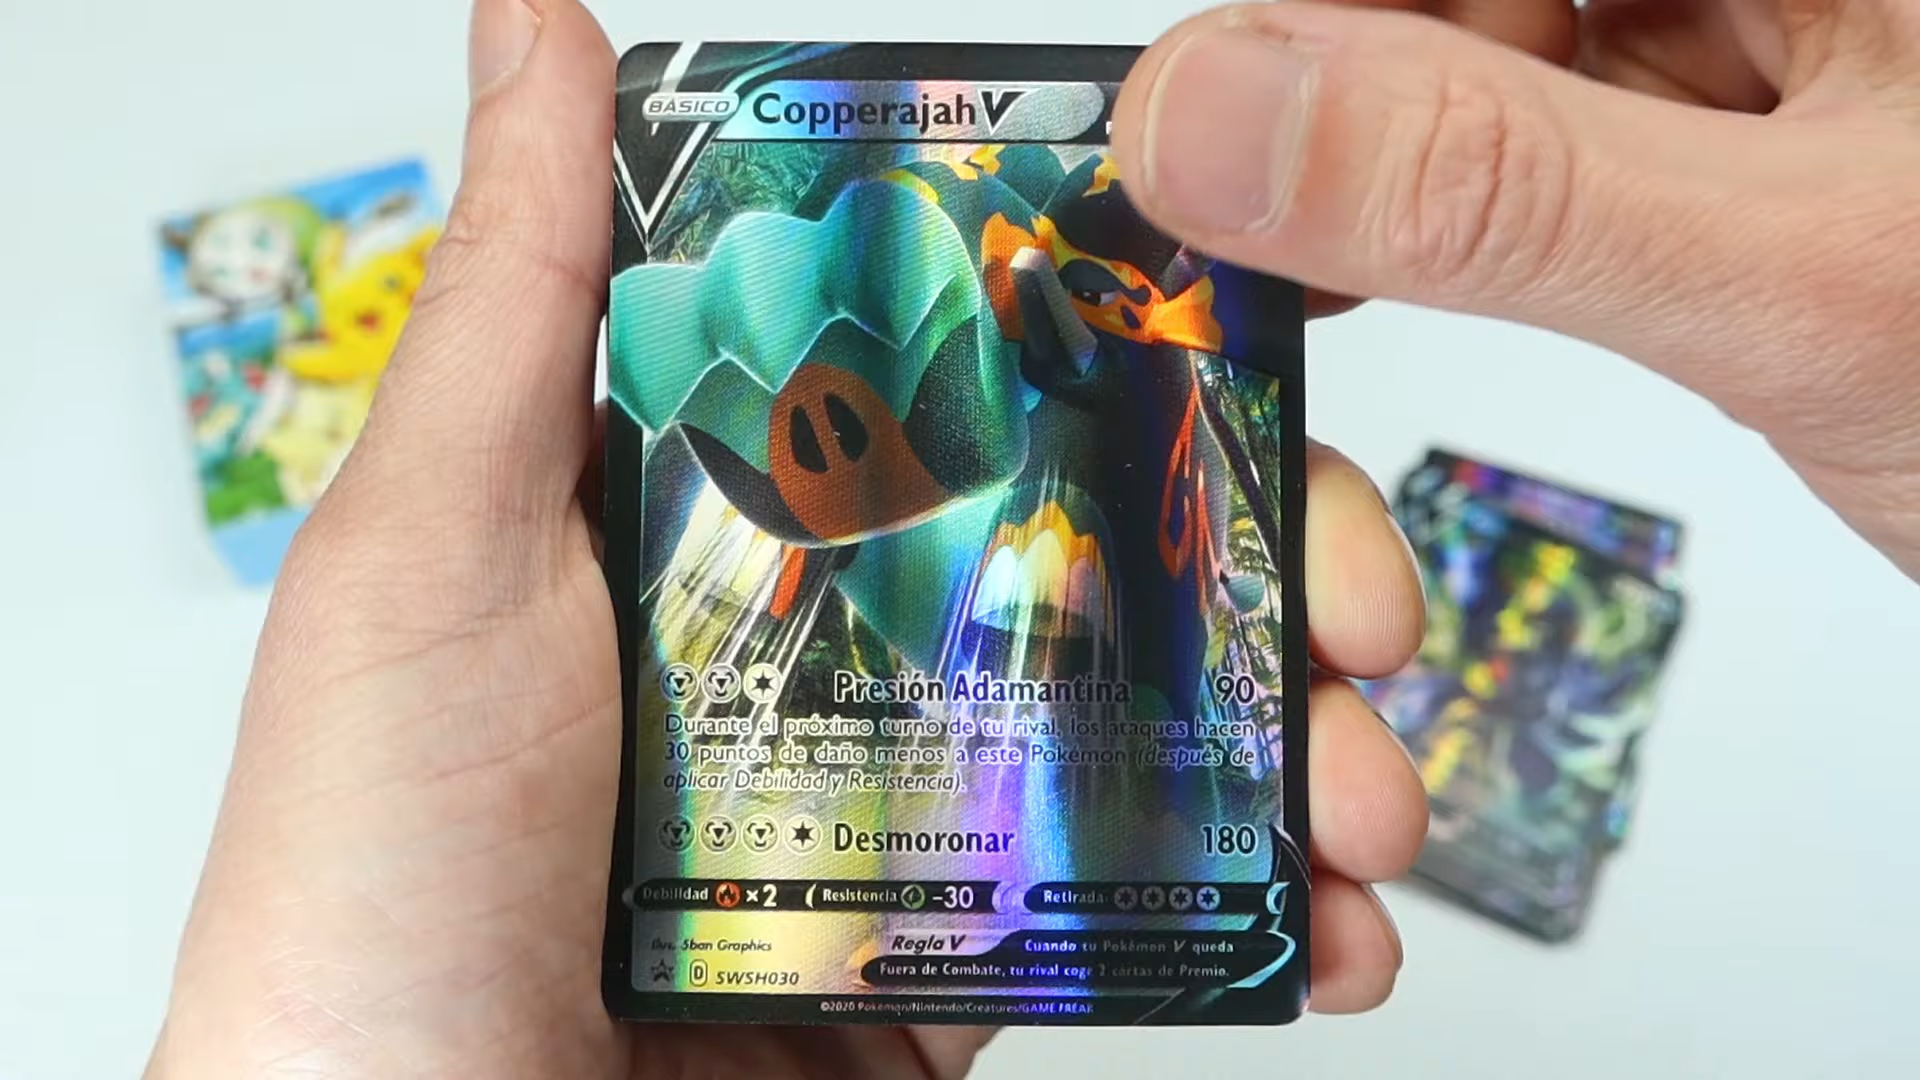 BÁSICO Copperajah V
Presión Adamantina 90
Durante el próximo turno de tu rival, los ataques hacen
30 puntos de daño menos a este Pokémon (después de
aplicar Debilidad y Resistencia).
Desmoronar 180
Debilidad x2 Resistencia -30 Retirada
Ilus. 5ban Graphics
Regla V Cuando tu Pokémon V queda
Fuera de Combate, tu rival coge 2 cartas de Premio.
D SWSH030
©2020 Pokémon/Nintendo/Creatures/GAME FREAK